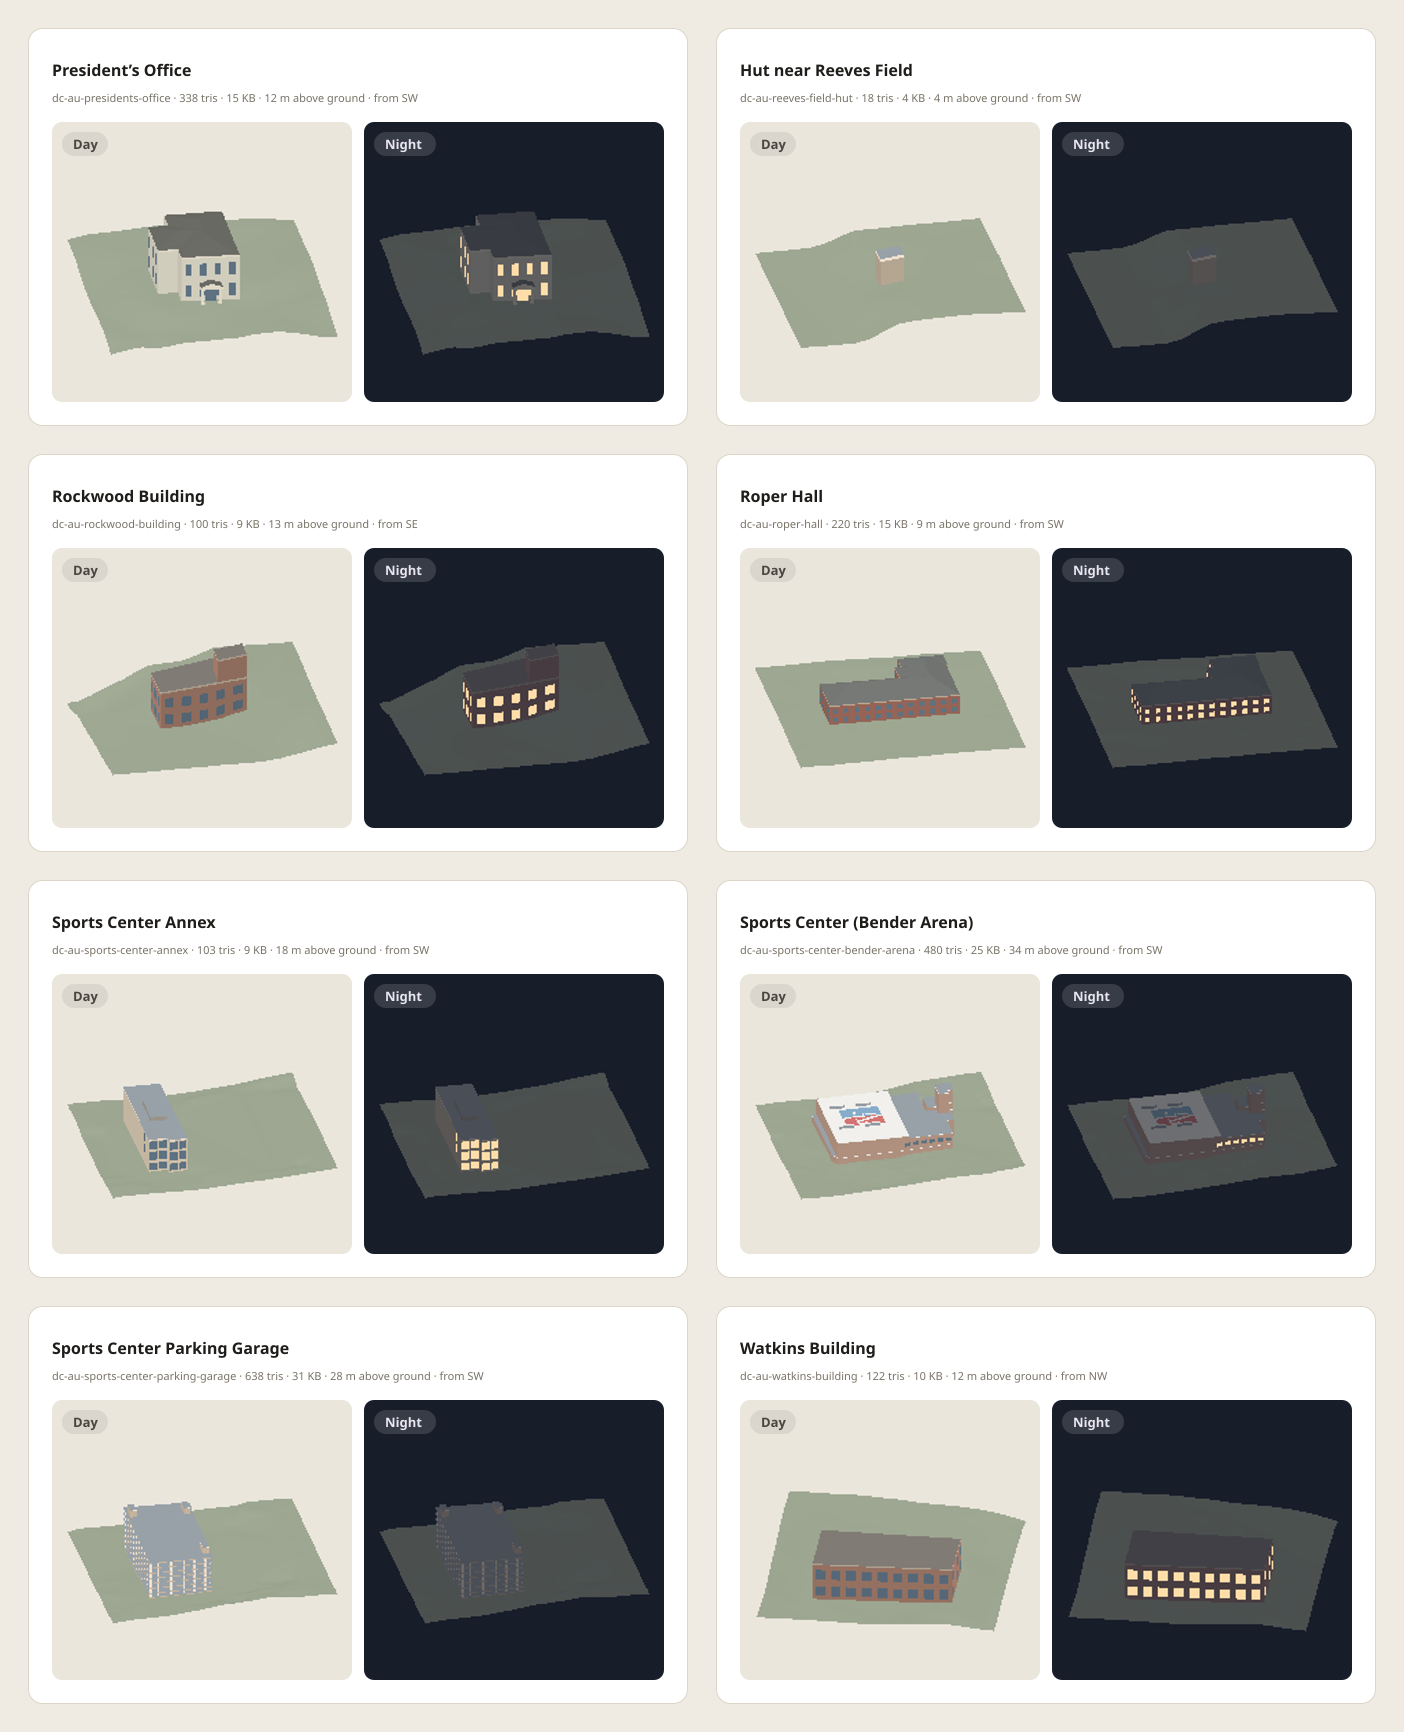 President’s Office
dc-au-presidents-office · 338 tris · 15 KB · 12 m above ground · from SW
Day
Night
Hut near Reeves Field
dc-au-reeves-field-hut · 18 tris · 4 KB · 4 m above ground · from SW
Day
Night
Rockwood Building
dc-au-rockwood-building · 100 tris · 9 KB · 13 m above ground · from SE
Day
Night
Roper Hall
dc-au-roper-hall · 220 tris · 15 KB · 9 m above ground · from SW
Day
Night
Sports Center Annex
dc-au-sports-center-annex · 103 tris · 9 KB · 18 m above ground · from SW
Day
Night
Sports Center (Bender Arena)
dc-au-sports-center-bender-arena · 480 tris · 25 KB · 34 m above ground · from SW
Day
Night
Sports Center Parking Garage
dc-au-sports-center-parking-garage · 638 tris · 31 KB · 28 m above ground · from SW
Day
Night
Watkins Building
dc-au-watkins-building · 122 tris · 10 KB · 12 m above ground · from NW
Day
Night